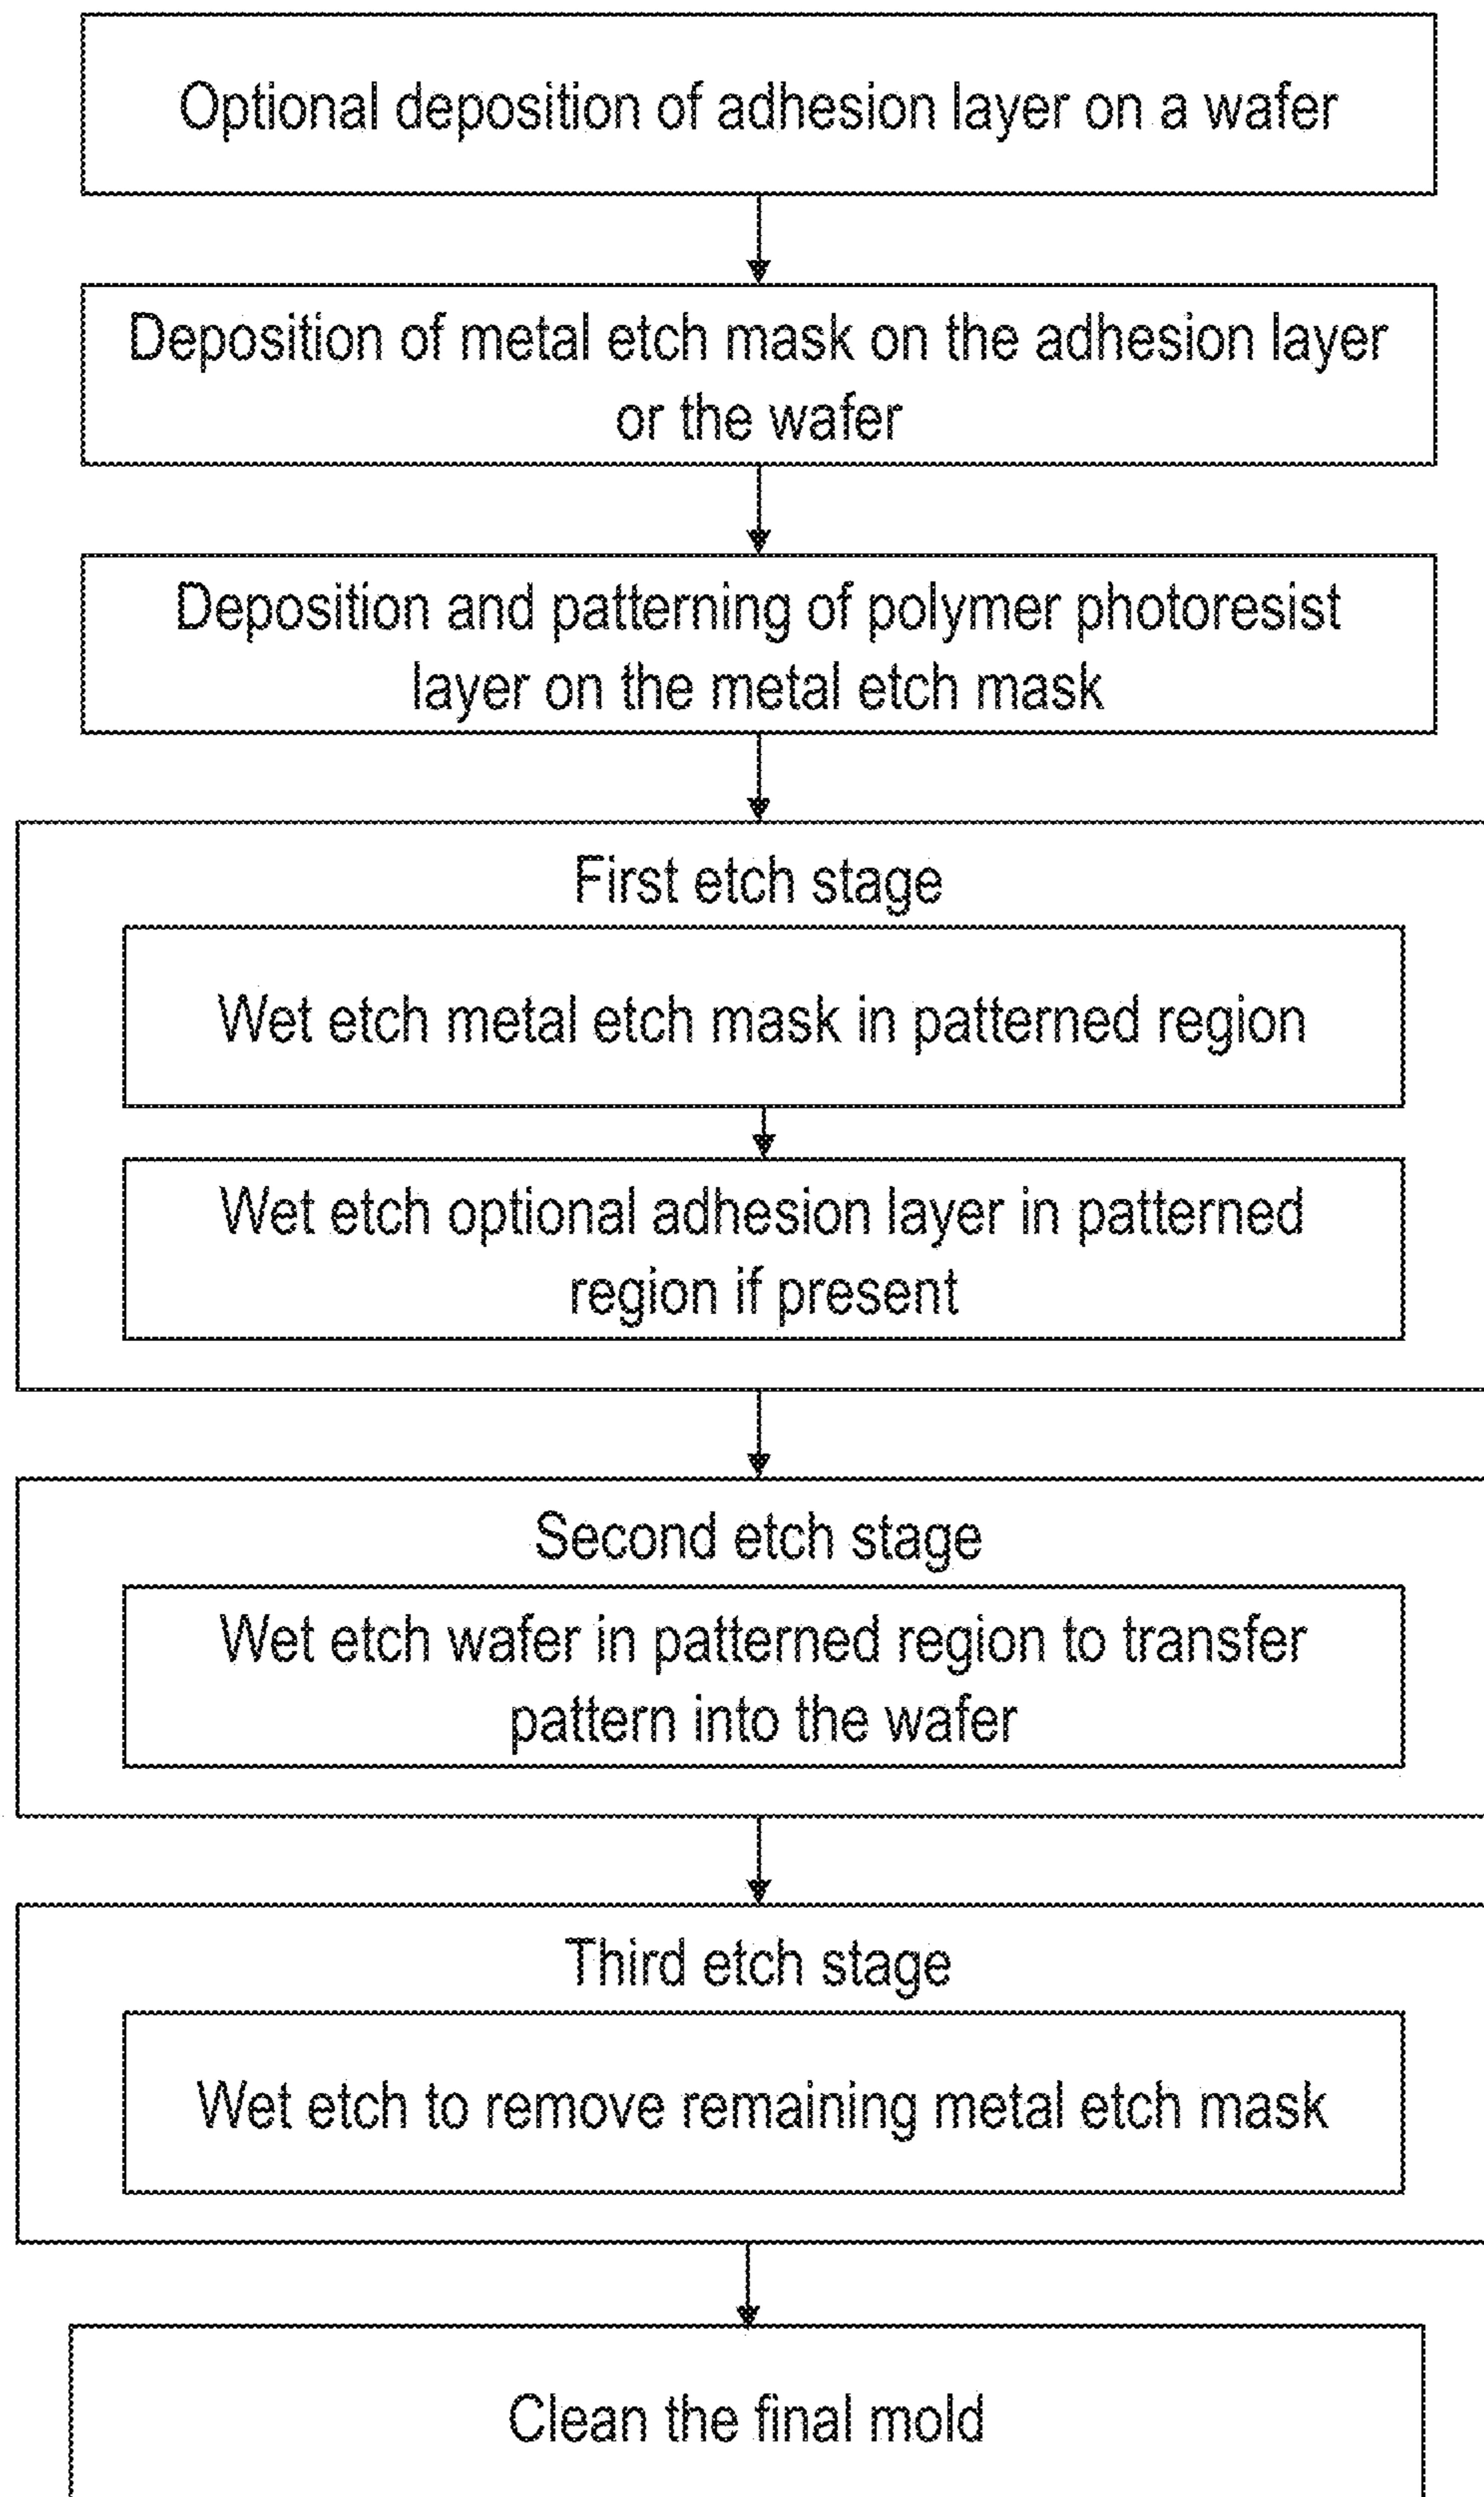 Optional deposition of adhesion layer on a wafer
Deposition of metal etch mask on the adhesion layer
or the wafer
Deposition and patterning of polymer photoresist
layer on the metal etch mask
First etch stage
Wet etch metal etch mask in patterned region
Wet etch optional adhesion layer in patterned
region if present
Second etch stage
Wet etch wafer in patterned region to transfer
pattern into the wafer
Third etch stage
Wet etch to remove remaining metal etch mask
Clean the final mold